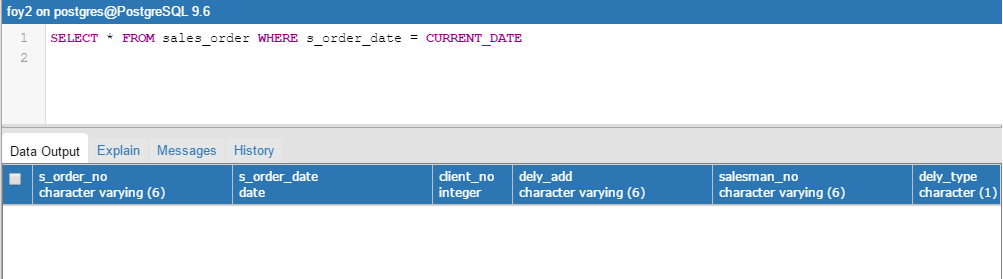 foy2 on postgres@PostgreSQL 9.6
1 SELECT * FROM sales_order WHERE s_order_date = CURRENT_DATE
2
Data Output Explain Messages History
s_order_no s_order_date client_no dely_add salesman_no dely_type
character varying (6) date integer character varying (6) character varying (6) character (1)